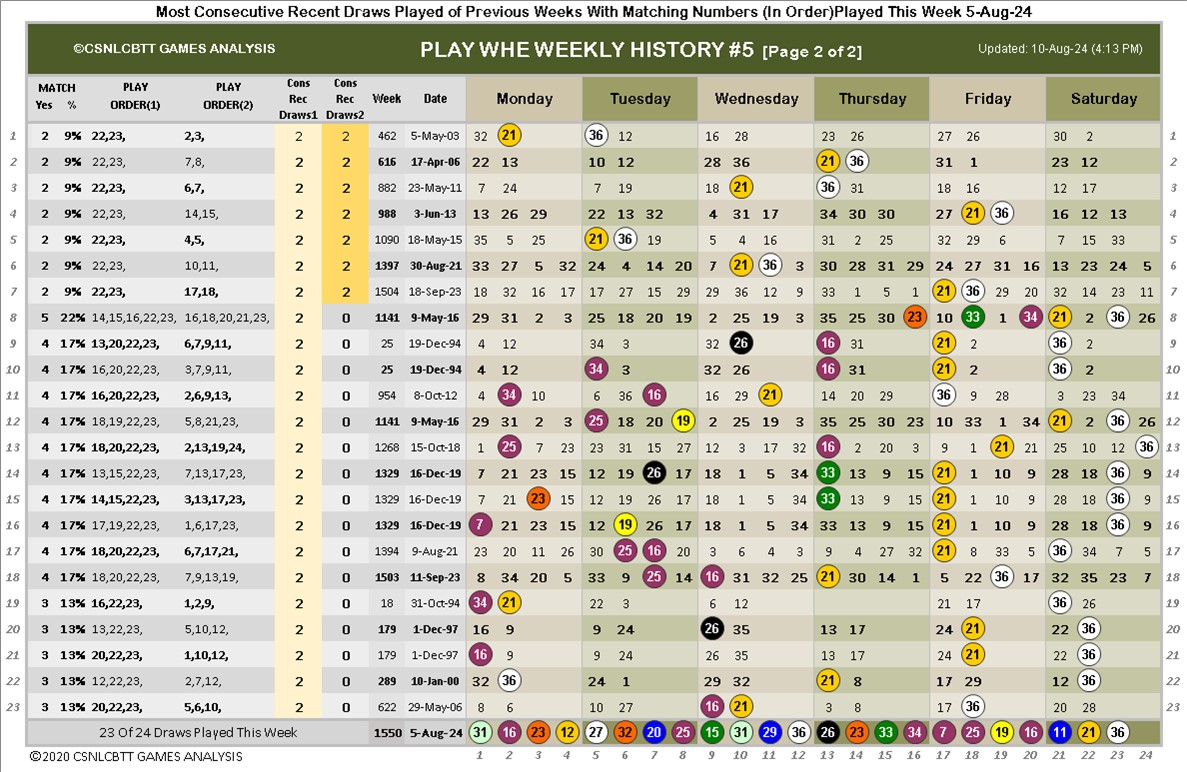 Most Consecutive Recent Draws Played of Previous Weeks With Matching Numbers (In Order)Played This Week 5-Aug-24
©CSNLCBTT GAMES ANALYSIS PLAY WHE WEEKLY HISTORY #5 [Page 2 of 2] Updated: 10-Aug-24 (4:13 PM)
MATCH Yes % PLAY ORDER(1) PLAY ORDER(2) Cons Rec Draws1 Cons Rec Draws2 Week Date Monday Tuesday Wednesday Thursday Friday Saturday
1 2 9% 22,23, 2,3, 2 2 462 5-May-03 32 21 36 12 16 28 23 26 27 26 30 2 1
2 2 9% 22,23, 7,8, 2 2 616 17-Apr-06 22 13 10 12 28 36 21 36 31 1 23 12 2
3 2 9% 22,23, 6,7, 2 2 882 23-May-11 7 24 7 19 18 21 36 31 18 16 12 17 3
4 2 9% 22,23, 14,15, 2 2 988 3-Jun-13 13 26 29 22 13 32 4 31 17 34 30 30 27 21 36 16 12 13 4
5 2 9% 22,23, 4,5, 2 2 1090 18-May-15 35 5 25 21 36 19 5 4 16 31 2 25 32 29 6 7 15 33 5
6 2 9% 22,23, 10,11, 2 2 1397 30-Aug-21 33 27 5 32 24 4 14 20 7 21 36 3 30 28 31 29 24 27 31 16 13 23 24 5 6
7 2 9% 22,23, 17,18, 2 2 1504 18-Sep-23 18 32 16 17 17 27 15 29 29 36 12 9 33 1 5 1 21 36 29 20 32 14 23 11 7
8 5 22% 14,15,16,22,23, 16,18,20,21,23, 2 0 1141 9-May-16 29 31 2 3 25 18 20 19 2 25 19 3 35 25 30 23 10 33 1 34 21 2 36 26 8
9 4 17% 13,20,22,23, 6,7,9,11, 2 0 25 19-Dec-94 4 12 34 3 32 26 16 31 21 2 36 2 9
10 4 17% 16,20,22,23, 3,7,9,11, 2 0 25 19-Dec-94 4 12 34 3 32 26 16 31 21 2 36 2 10
11 4 17% 16,20,22,23, 2,6,9,13, 2 0 954 8-Oct-12 4 34 10 6 36 16 16 29 21 14 20 29 36 9 28 3 23 34 11
12 4 17% 18,19,22,23, 5,8,21,23, 2 0 1141 9-May-16 29 31 2 3 25 18 20 19 2 25 19 3 35 25 30 23 10 33 1 34 21 2 36 26 12
13 4 17% 18,20,22,23, 2,13,19,24, 2 0 1268 15-Oct-18 1 25 7 23 23 31 15 27 12 3 17 32 16 2 20 3 9 1 21 21 25 10 12 36 13
14 4 17% 13,15,22,23, 7,13,17,23, 2 0 1329 16-Dec-19 7 21 23 15 12 19 26 17 18 1 5 34 33 13 9 15 21 1 10 9 28 18 36 9 14
15 4 17% 14,15,22,23, 3,13,17,23, 2 0 1329 16-Dec-19 7 21 23 15 12 19 26 17 18 1 5 34 33 13 9 15 21 1 10 9 28 18 36 9 15
16 4 17% 17,19,22,23, 1,6,17,23, 2 0 1329 16-Dec-19 7 21 23 15 12 19 26 17 18 1 5 34 33 13 9 15 21 1 10 9 28 18 36 9 16
17 4 17% 18,20,22,23, 6,7,17,21, 2 0 1394 9-Aug-21 23 20 11 26 30 25 16 20 3 6 4 3 9 4 27 32 21 8 33 5 36 34 7 5 17
18 4 17% 18,20,22,23, 7,9,13,19, 2 0 1503 11-Sep-23 8 34 20 5 33 9 25 14 16 31 32 25 21 30 14 1 5 22 36 17 32 35 23 7 18
19 3 13% 16,22,23, 1,2,9, 2 0 18 31-Oct-94 34 21 22 3 6 12 21 17 36 26 19
20 3 13% 13,22,23, 5,10,12, 2 0 179 1-Dec-97 16 9 9 24 26 35 13 17 24 21 22 36 20
21 3 13% 20,22,23, 1,10,12, 2 0 179 1-Dec-97 16 9 9 24 26 35 13 17 24 21 22 36 21
22 3 13% 12,22,23, 2,7,12, 2 0 289 10-Jan-00 32 36 24 1 29 32 21 8 17 29 12 36 22
23 3 13% 20,22,23, 5,6,10, 2 0 622 29-May-06 8 6 10 27 16 21 3 8 17 36 20 28 23
23 Of 24 Draws Played This Week 1550 5-Aug-24 31 16 23 12 27 32 20 25 15 31 29 36 26 23 33 34 7 25 19 16 11 21 36
©2020 CSNLCBTT GAMES ANALYSIS 1 2 3 4 5 6 7 8 9 10 11 12 13 14 15 16 17 18 19 20 21 22 23 24